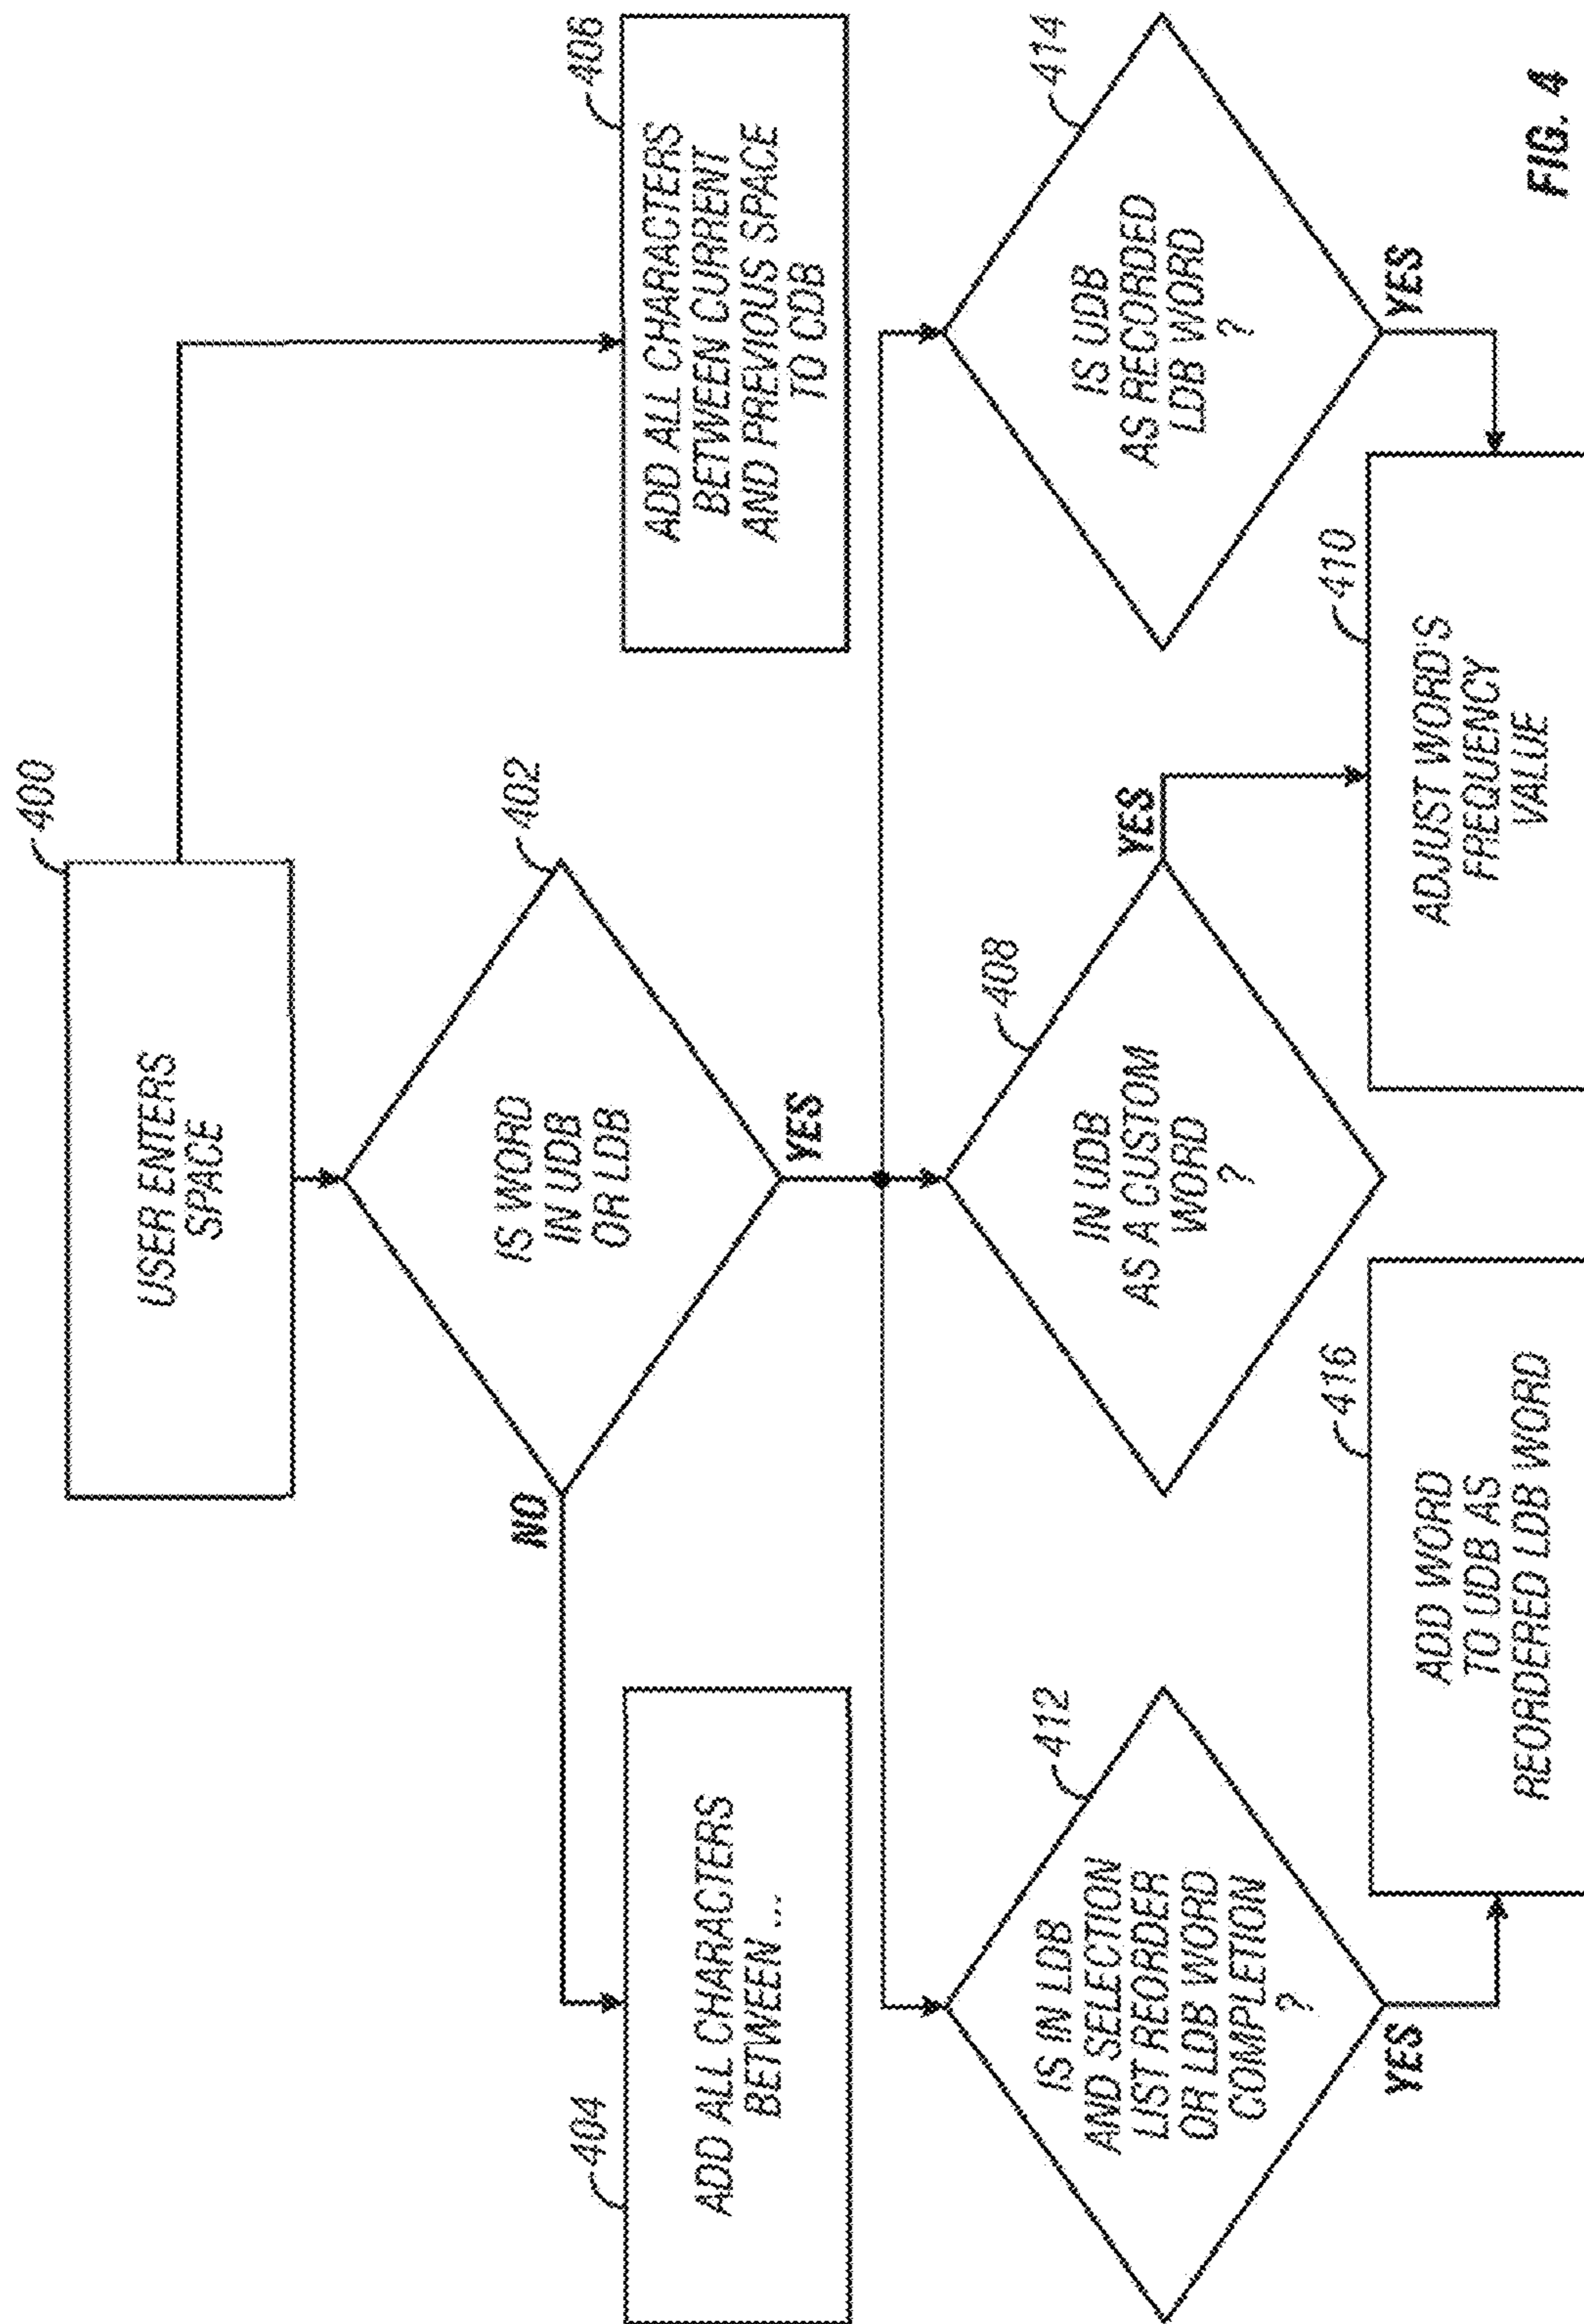 400
USER ENTERS
SPACE
402
IS WORD
IN UDB
OR LDB
NO
YES
404
ADD ALL CHARACTERS
BETWEEN ...
406
ADD ALL CHARACTERS
BETWEEN CURRENT
AND PREVIOUS SPACE
TO CDB
412
IS IN LDB
AND SELECTION
LIST REORDER
OR LDB WORD
COMPLETION
?
YES
408
IN UDB
AS A CUSTOM
WORD
?
YES
414
IS UDB
AS RECORDED
LDB WORD
?
YES
416
ADD WORD
TO UDB AS
REORDERED LDB WORD
410
ADJUST WORD'S
FREQUENCY
VALUE
FIG. 4